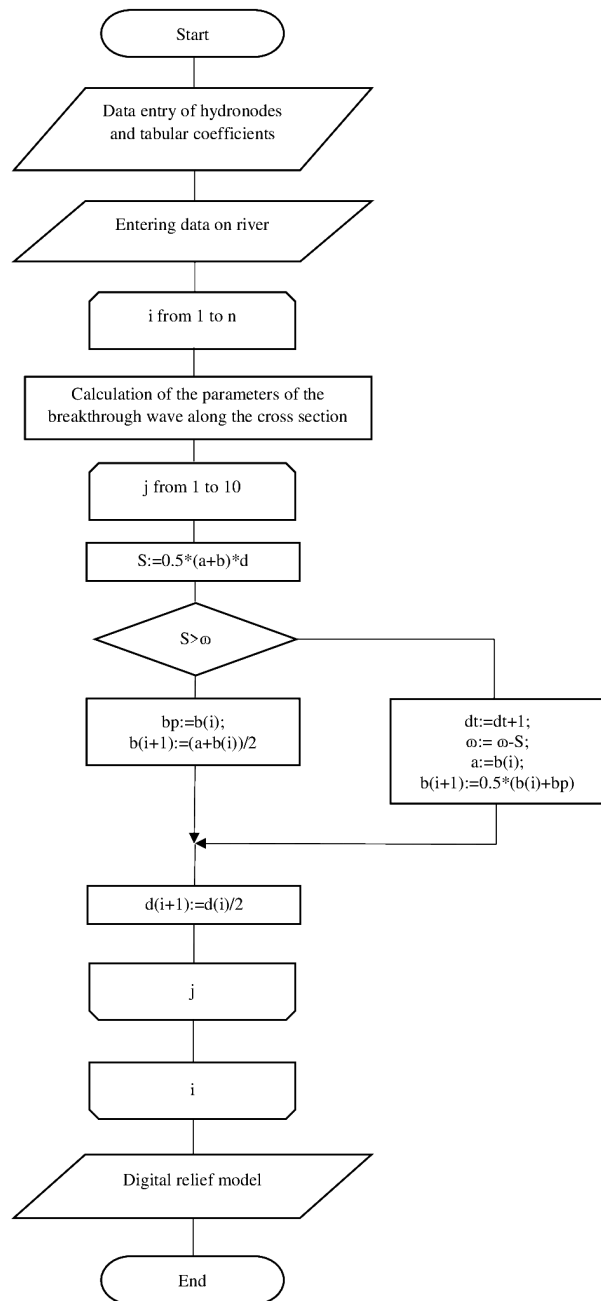 Start
Data entry of hydronodes
and tabular coefficients
Entering data on river
i from 1 to n
Calculation of the parameters of the
breakthrough wave along the cross section
j from 1 to 10
S:=0.5*(a+b)*d
S>ω
bp:=b(i);
b(i+1):=(a+b(i))/2
dt:=dt+1;
ω:= ω-S;
a:=b(i);
b(i+1):=0.5*(b(i)+bp)
d(i+1):=d(i)/2
j
i
Digital relief model
End